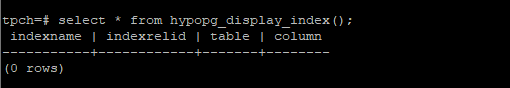 tpch=# select * from hypopg_display_index();
 indexname | indexrelid | table | column
-----------+------------+-------+--------
(0 rows)